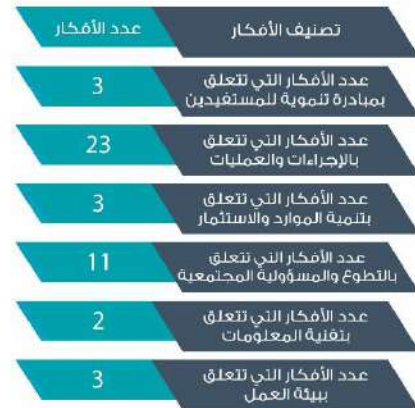 تصنيف الأفكار
عدد الأفكار
عدد الأفكار التي تتعلق
بمبادرة تنموية للمستفيدين
3
عدد الأفكار التي تتعلق
بالإجراءات والعمليات
23
عدد الأفكار التي تتعلق
بتنمية الموارد والاستثمار
3
عدد الأفكار التي تتعلق
بالتطوع والمسؤولية المجتمعية
11
عدد الأفكار التي تتعلق
بتقنية المعلومات
2
عدد الأفكار التي تتعلق
ببيئة العمل
3